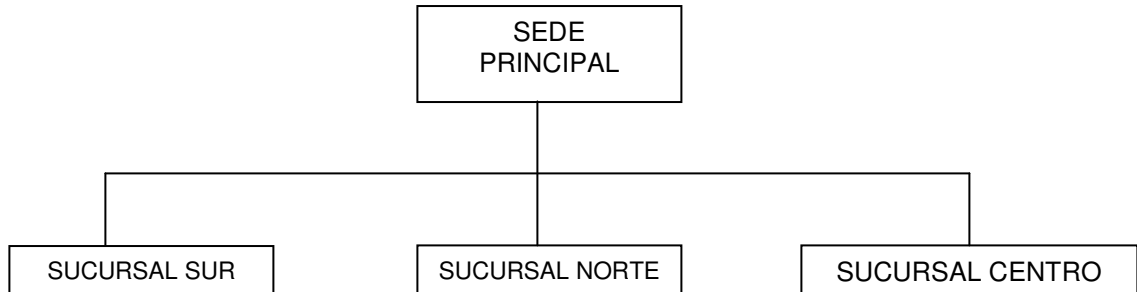 SEDE
PRINCIPAL
SUCURSAL SUR
SUCURSAL NORTE
SUCURSAL CENTRO